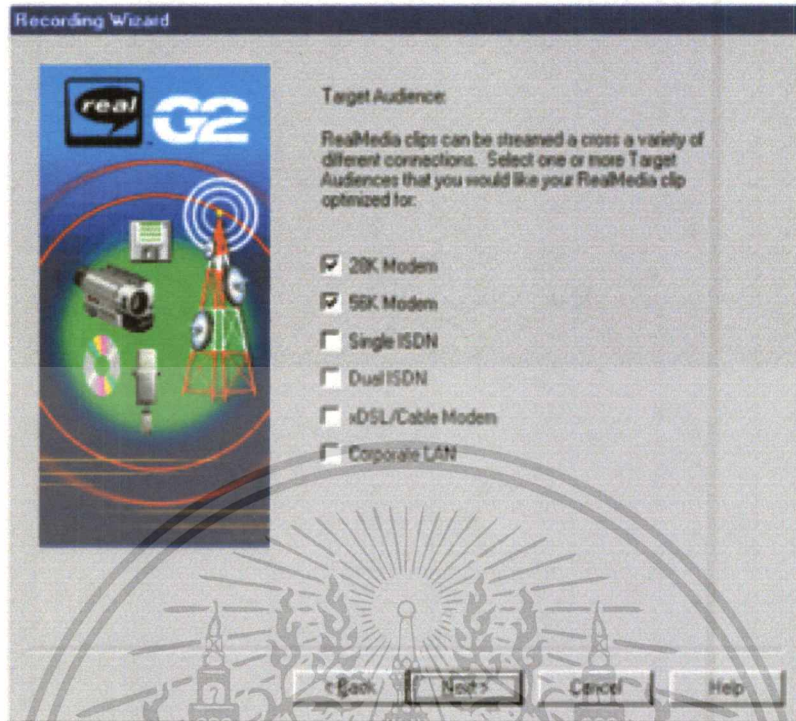 Recording Wizard
real G2
Target Audience:
RealMedia clips can be streamed a cross a variety of
different connections. Select one or more Target
Audiences that you would like your RealMedia clip
optimized for:
28K Modem
56K Modem
Single ISDN
Dual ISDN
xDSL/Cable Modem
Corporate LAN
< Back
Next >
Cancel
Help